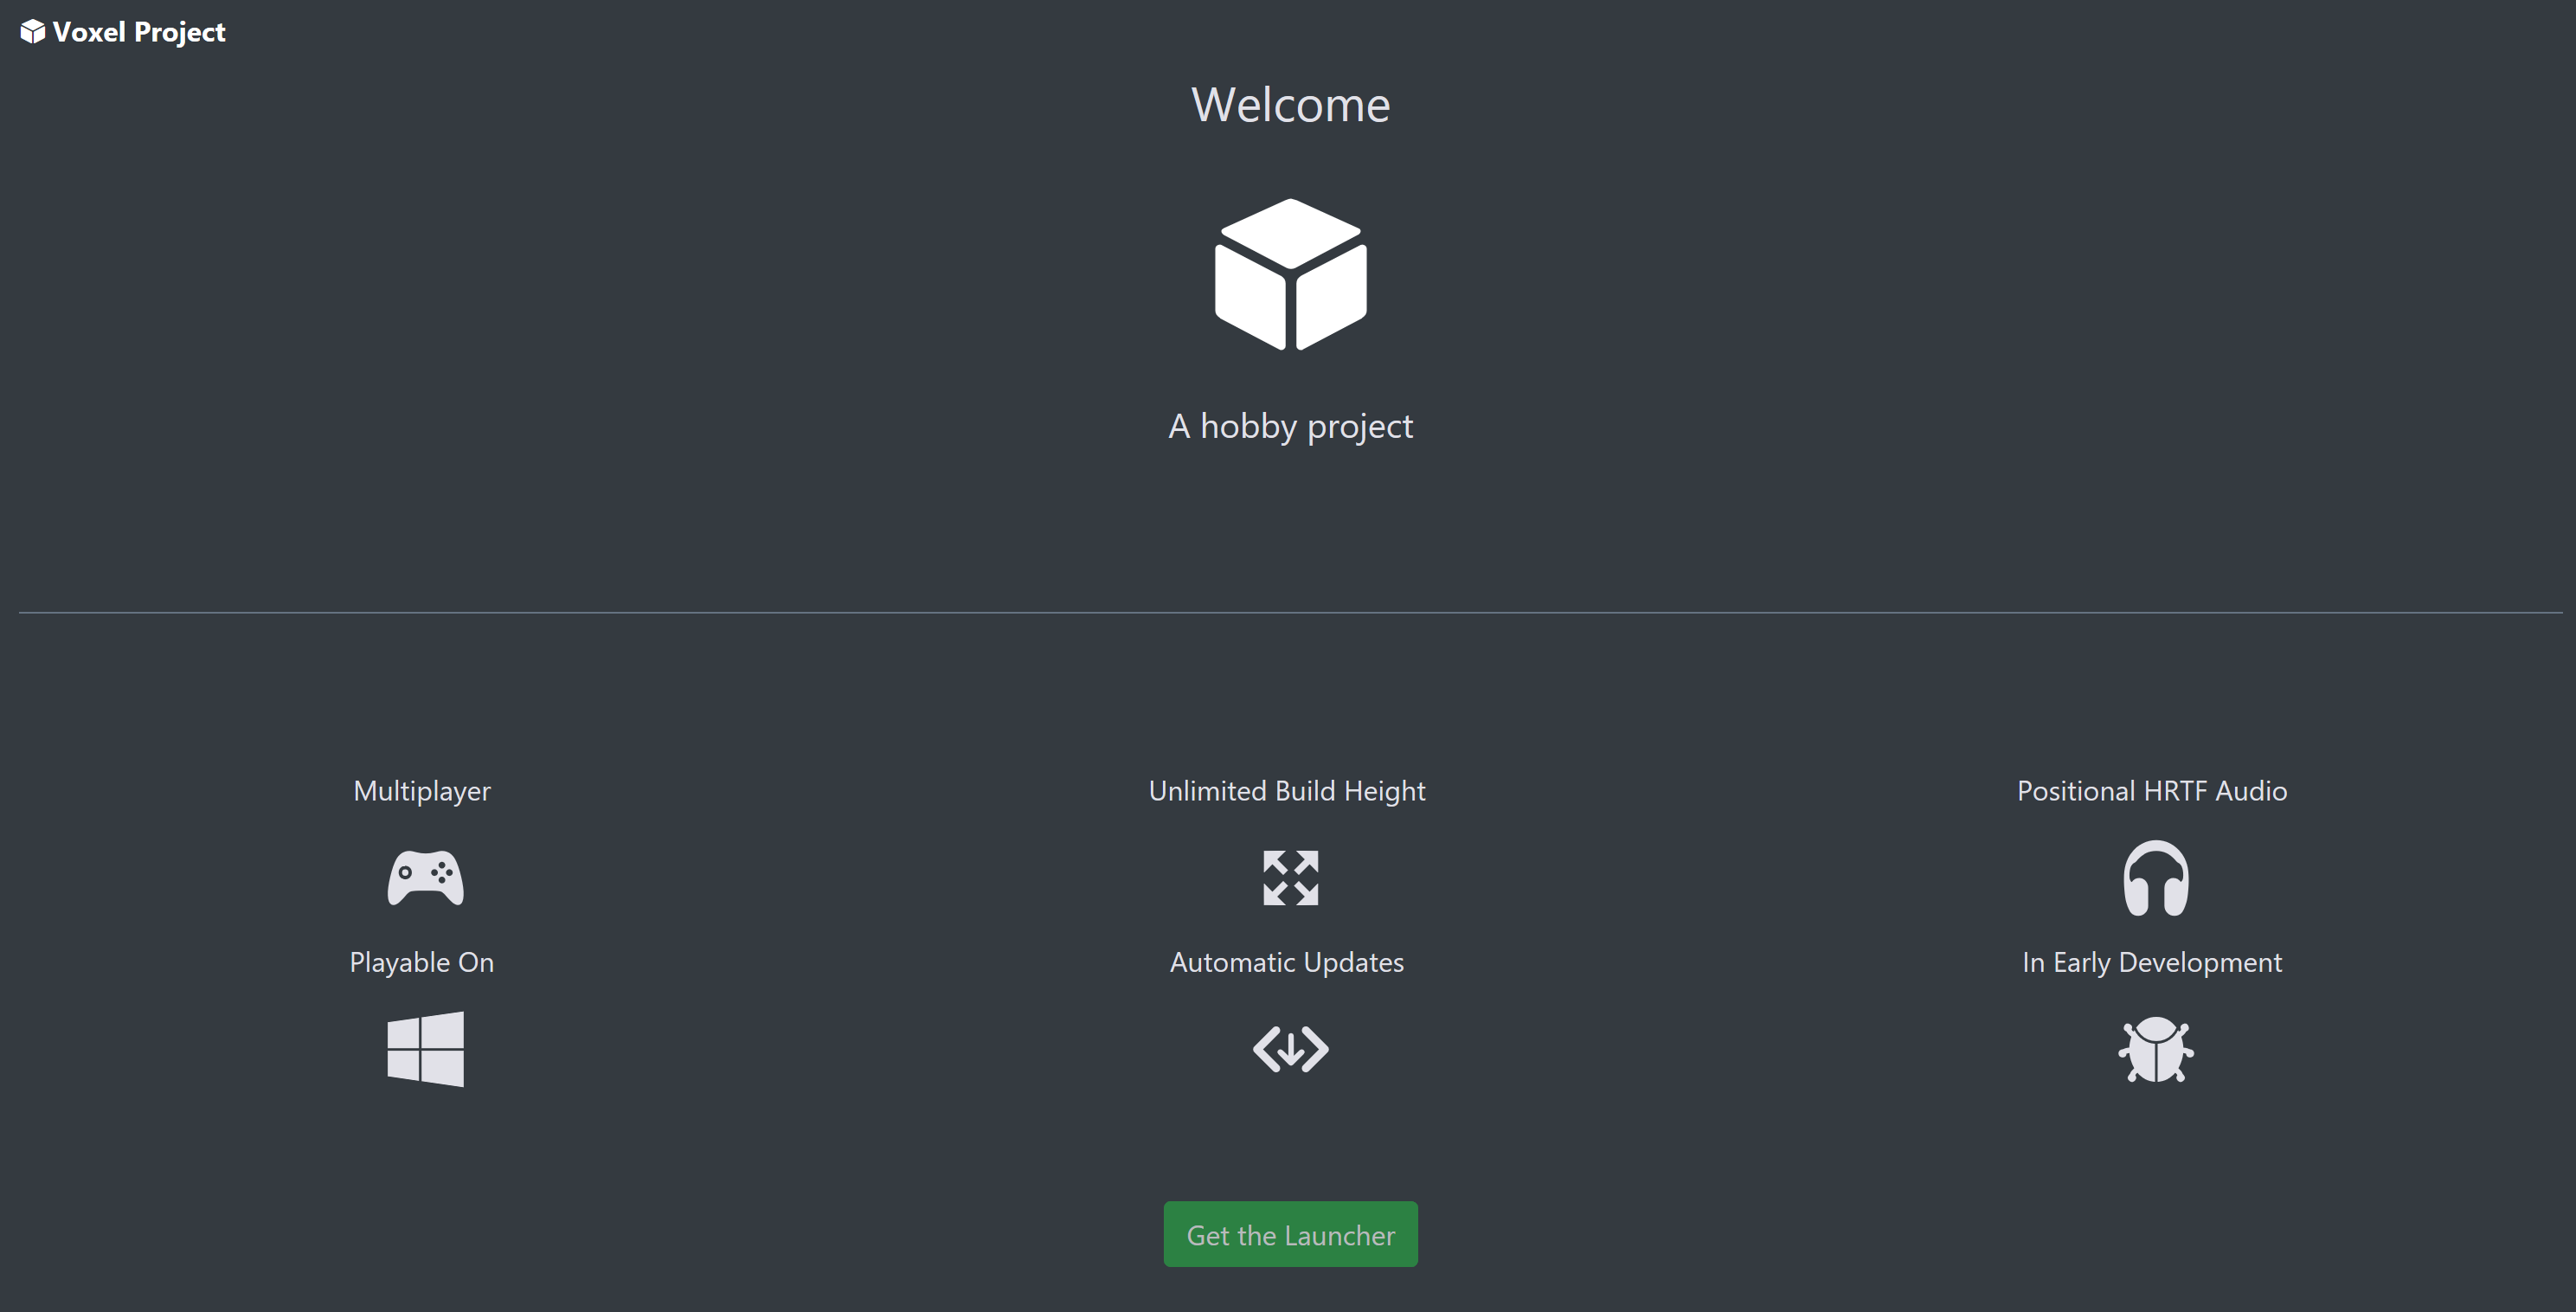 Voxel Project
Welcome
A hobby project
Multiplayer
Unlimited Build Height
Positional HRTF Audio
Playable On
Automatic Updates
In Early Development
Get the Launcher